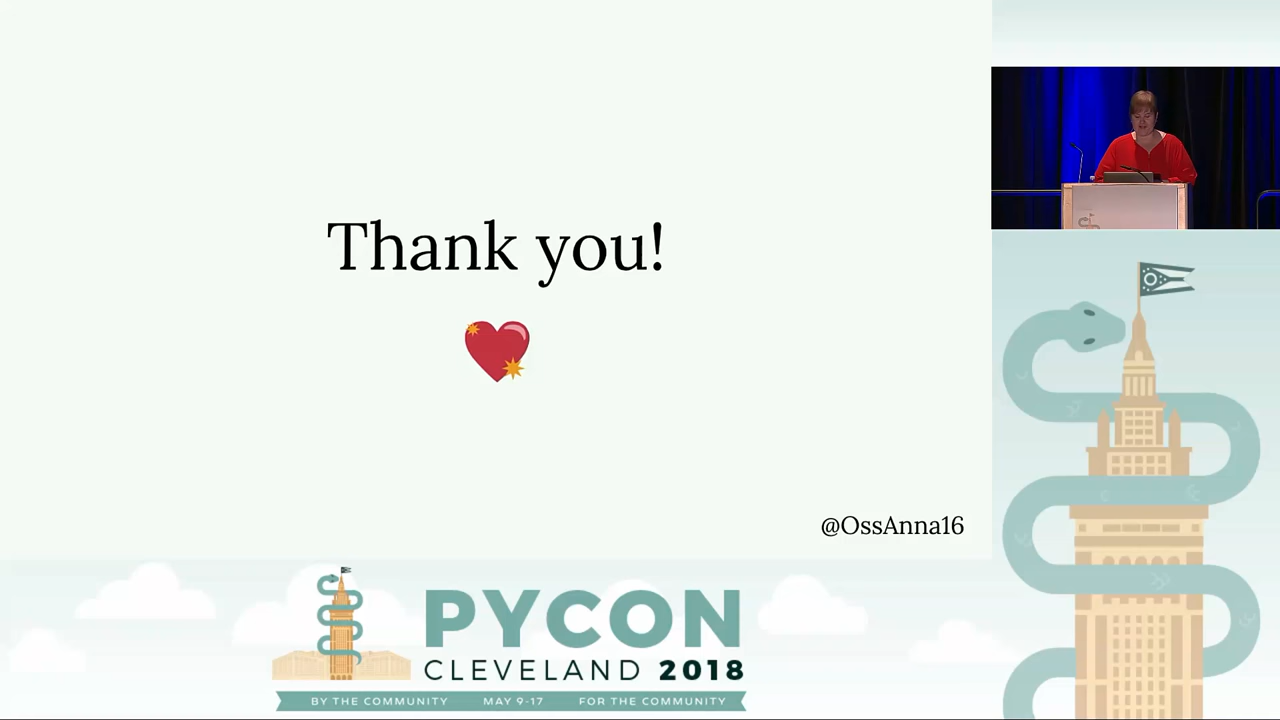 Thank you!
@OssAnna16
PYCON
CLEVELAND 2018
BY THE COMMUNITY MAY 9-17 FOR THE COMMUNITY